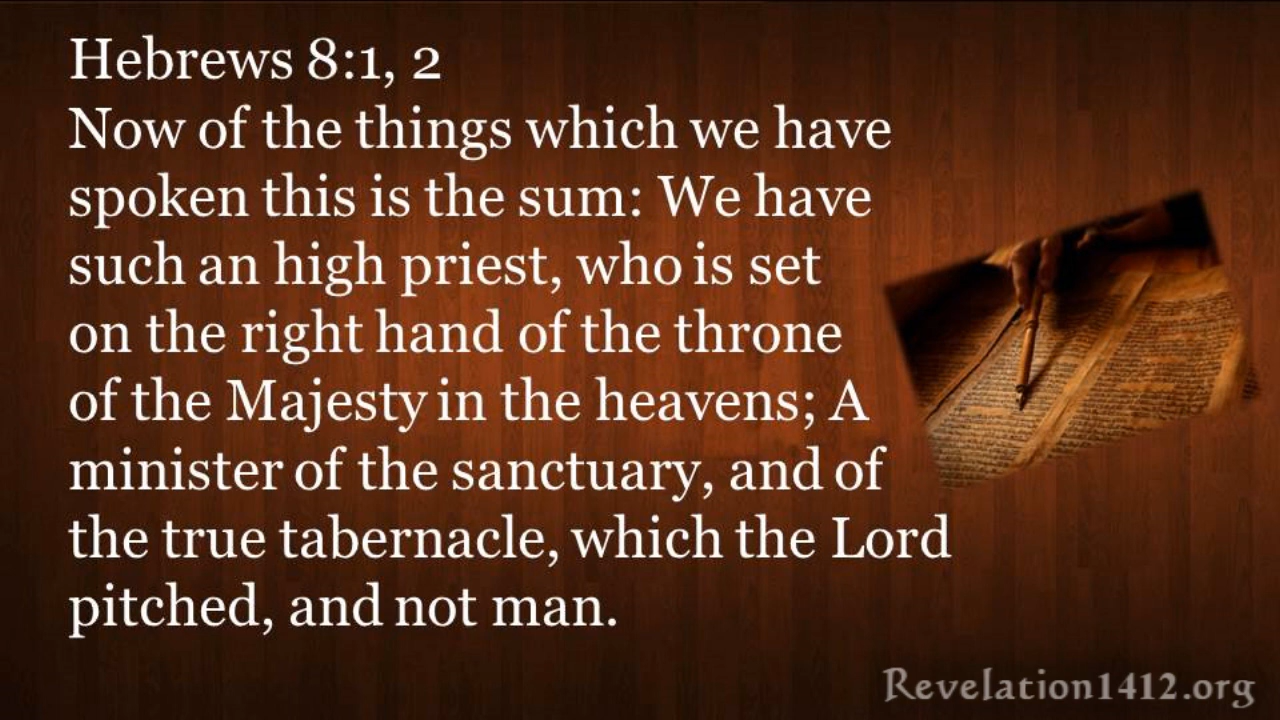 Hebrews 8:1, 2
Now of the things which we have
spoken this is the sum: We have
such an high priest, who is set
on the right hand of the throne
of the Majesty in the heavens; A
minister of the sanctuary, and of
the true tabernacle, which the Lord
pitched, and not man.
Revelation1412.org